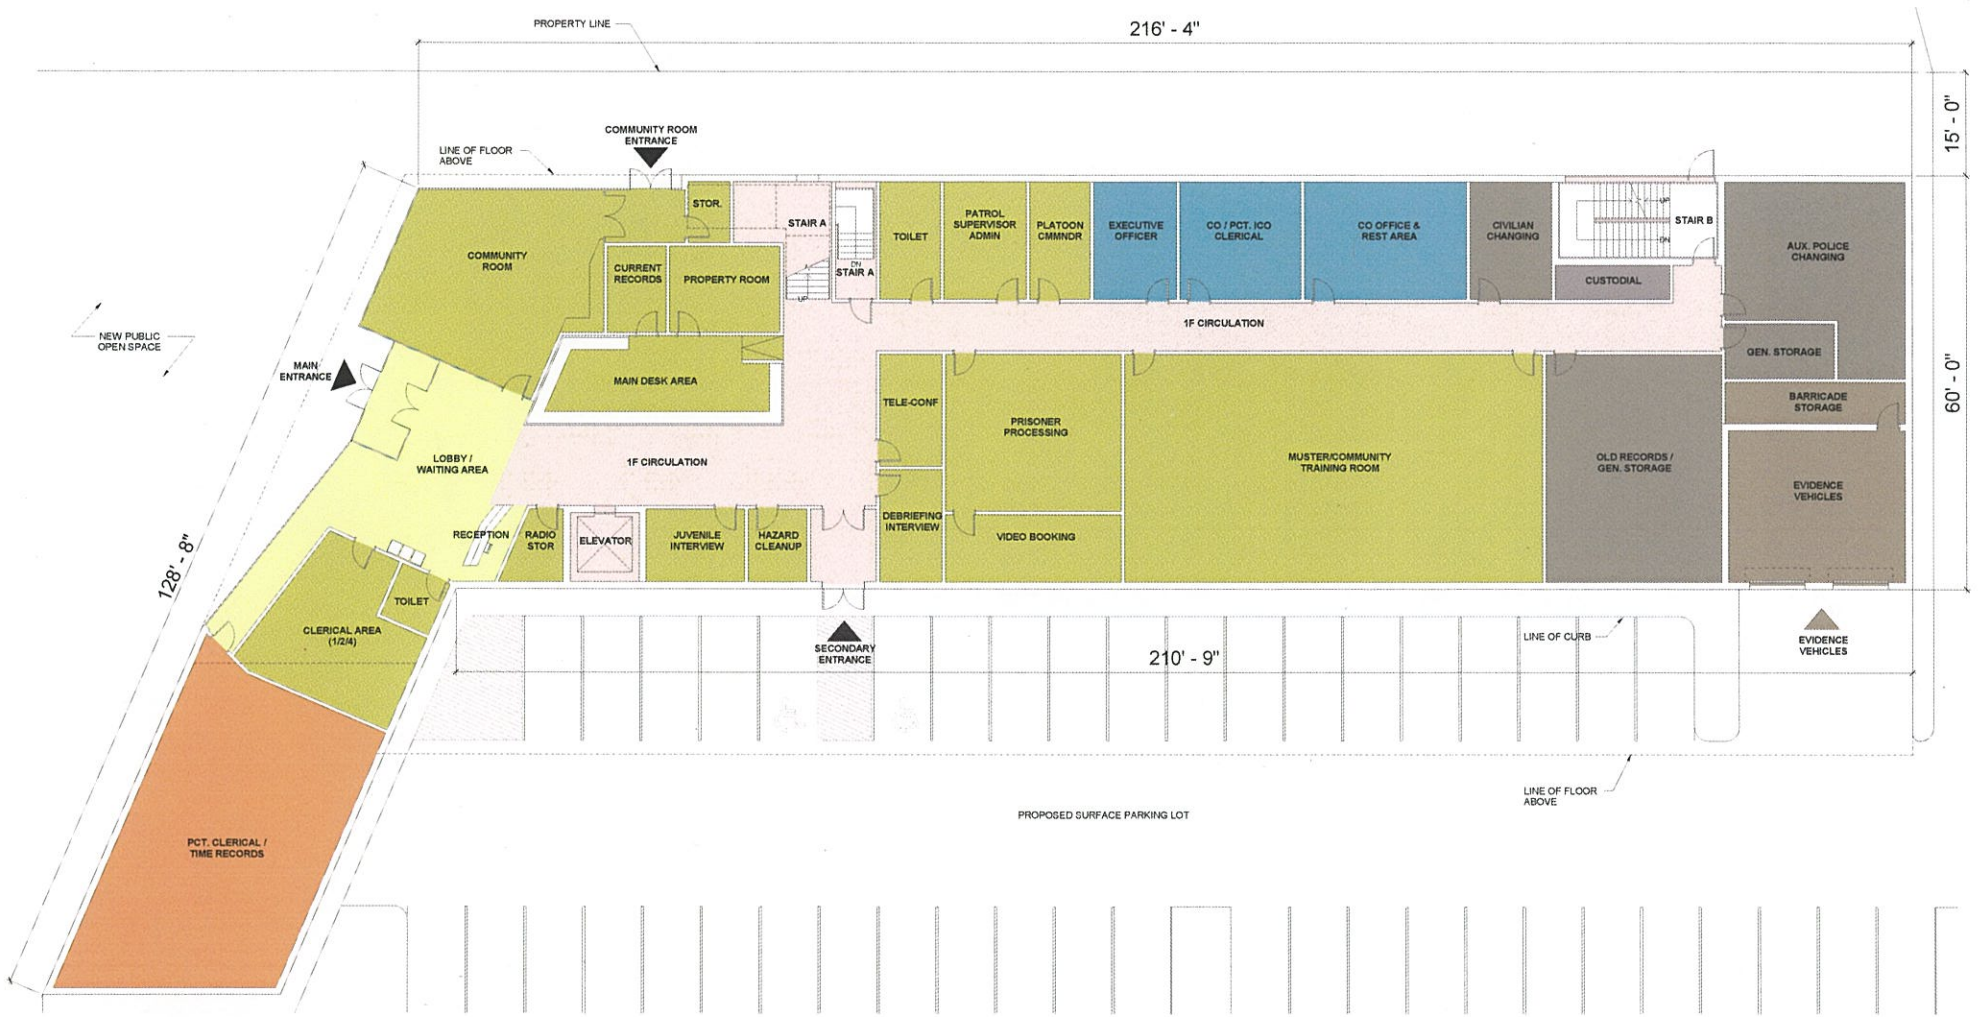 PROPERTY LINE
216' - 4"
15' - 0"
COMMUNITY ROOM
ENTRANCE
LINE OF FLOOR
ABOVE
STOR.
STAIR A
STAIR A
DN
UP
TOILET
PATROL
SUPERVISOR
ADMIN
PLATOON
CMMNDR
EXECUTIVE
OFFICER
CO / PCT. ICO
CLERICAL
CO OFFICE &
REST AREA
CIVILIAN
CHANGING
UP
STAIR B
DN
AUX. POLICE
CHANGING
COMMUNITY
ROOM
CURRENT
RECORDS
PROPERTY ROOM
CUSTODIAL
NEW PUBLIC
OPEN SPACE
1F CIRCULATION
GEN. STORAGE
MAIN
ENTRANCE
MAIN DESK AREA
60' - 0"
BARRICADE
STORAGE
TELE-CONF
PRISONER
PROCESSING
LOBBY /
WAITING AREA
1F CIRCULATION
MUSTER/COMMUNITY
TRAINING ROOM
OLD RECORDS /
GEN. STORAGE
EVIDENCE
VEHICLES
RECEPTION
RADIO
STOR
ELEVATOR
JUVENILE
INTERVIEW
HAZARD
CLEANUP
DEBRIEFING
INTERVIEW
VIDEO BOOKING
128' - 8"
TOILET
CLERICAL AREA
(1/2/4)
SECONDARY
ENTRANCE
210' - 9"
LINE OF CURB
EVIDENCE
VEHICLES
LINE OF FLOOR
ABOVE
PROPOSED SURFACE PARKING LOT
PCT. CLERICAL /
TIME RECORDS